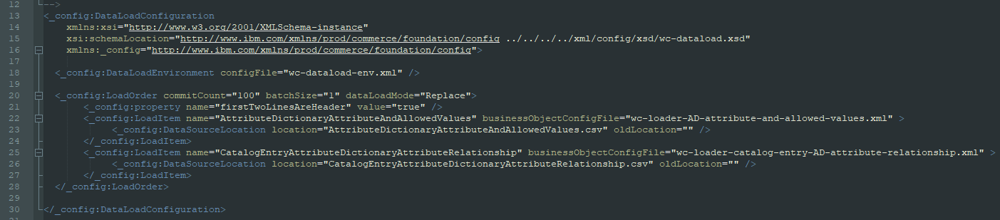 12 -->
13 <_config:DataLoadConfiguration
14 xmlns:xsi="http://www.w3.org/2001/XMLSchema-instance"
15 xsi:schemaLocation="http://www.ibm.com/xmlns/prod/commerce/foundation/config ../../../../xml/config/xsd/wc-dataload.xsd"
16 xmlns:_config="http://www.ibm.com/xmlns/prod/commerce/foundation/config">
17
18 <_config:DataLoadEnvironment configFile="wc-dataload-env.xml" />
19
20 <_config:LoadOrder commitCount="100" batchSize="1" dataLoadMode="Replace">
21 <_config:property name="firstTwoLinesAreHeader" value="true" />
22 <_config:LoadItem name="AttributeDictionaryAttributeAndAllowedValues" businessObjectConfigFile="wc-loader-AD-attribute-and-allowed-values.xml" >
23 <_config:DataSourceLocation location="AttributeDictionaryAttributeAndAllowedValues.csv" oldLocation="" />
24 </_config:LoadItem>
25 <_config:LoadItem name="CatalogEntryAttributeDictionaryAttributeRelationship" businessObjectConfigFile="wc-loader-catalog-entry-AD-attribute-relationship.xml" >
26 <_config:DataSourceLocation location="CatalogEntryAttributeDictionaryAttributeRelationship.csv" oldLocation="" />
27 </_config:LoadItem>
28 </_config:LoadOrder>
29
30 </_config:DataLoadConfiguration>